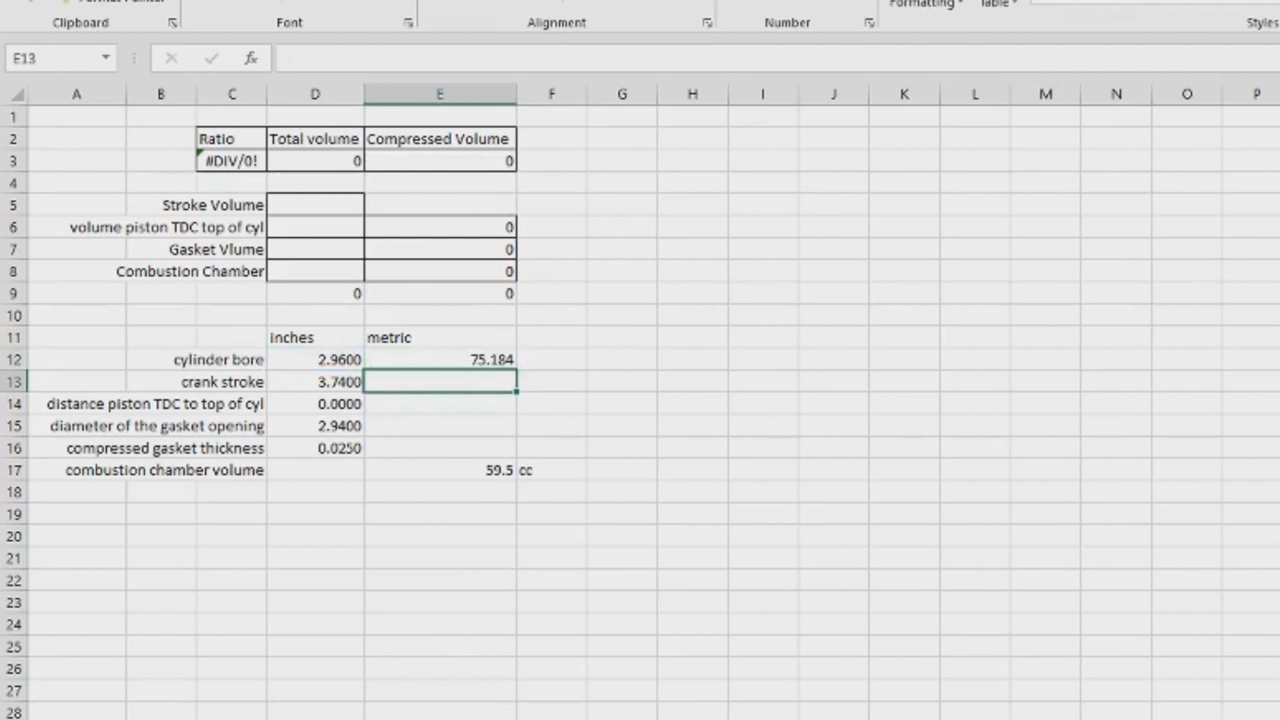 Formatting Table
Clipboard Font Alignment Number Styles
E13 fx
A B C D E F G H I J K L M N O P
1
2 Ratio Total volume Compressed Volume
3 #DIV/0! 0 0
4
5 Stroke Volume
6 volume piston TDC top of cyl 0
7 Gasket Vlume 0
8 Combustion Chamber 0
9 0 0
10
11 inches metric
12 cylinder bore 2.9600 75.184
13 crank stroke 3.7400
14 distance piston TDC to top of cyl 0.0000
15 diameter of the gasket opening 2.9400
16 compressed gasket thickness 0.0250
17 combustion chamber volume 59.5 cc
18
19
20
21
22
23
24
25
26
27
28